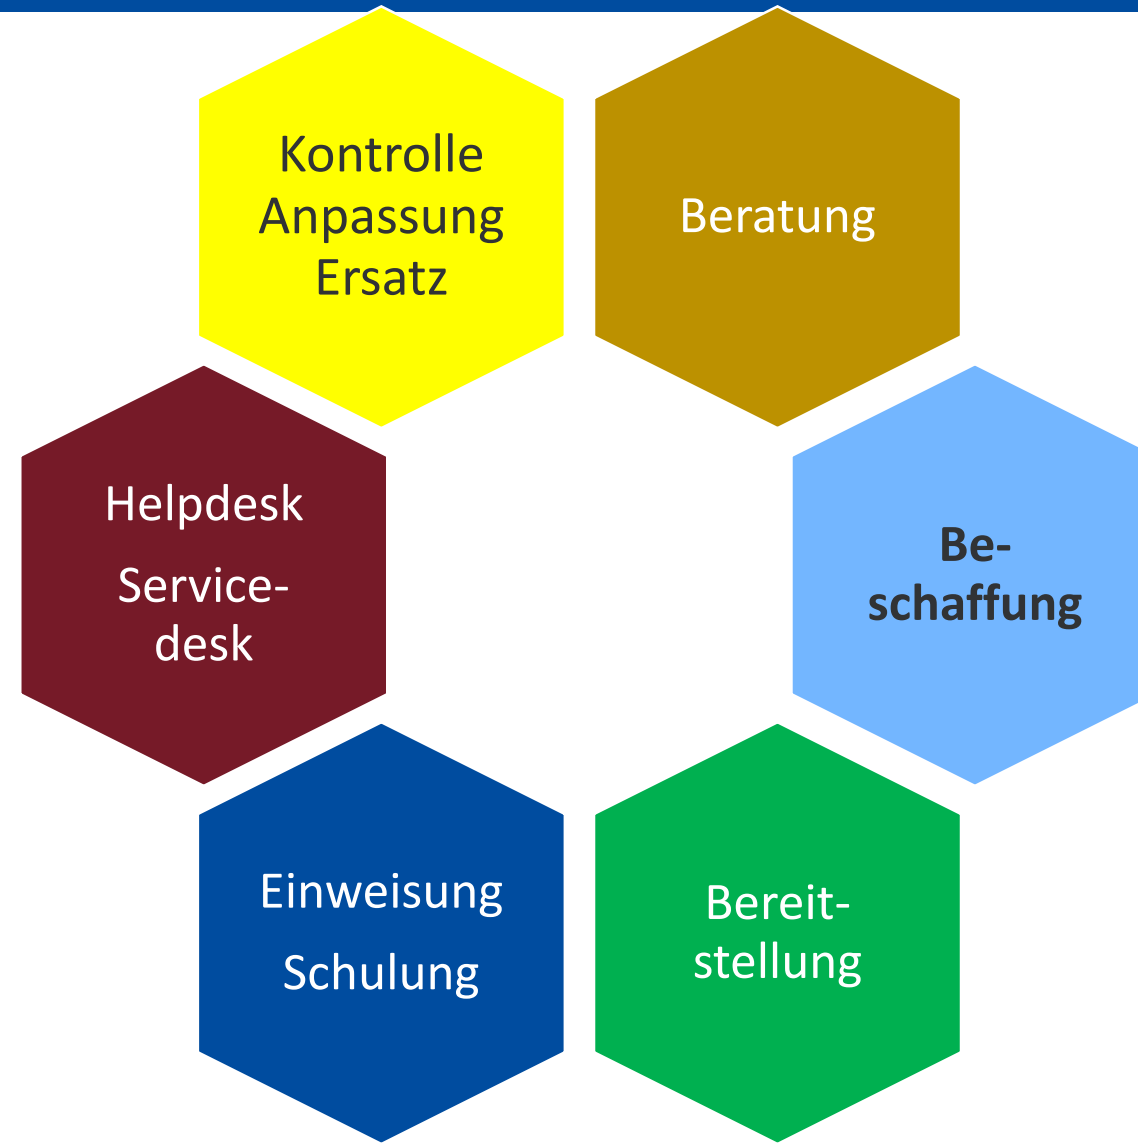 Kontrolle
Anpassung
Ersatz
Beratung
Helpdesk
Service-
desk
Be-
schaffung
Einweisung
Schulung
Bereit-
stellung